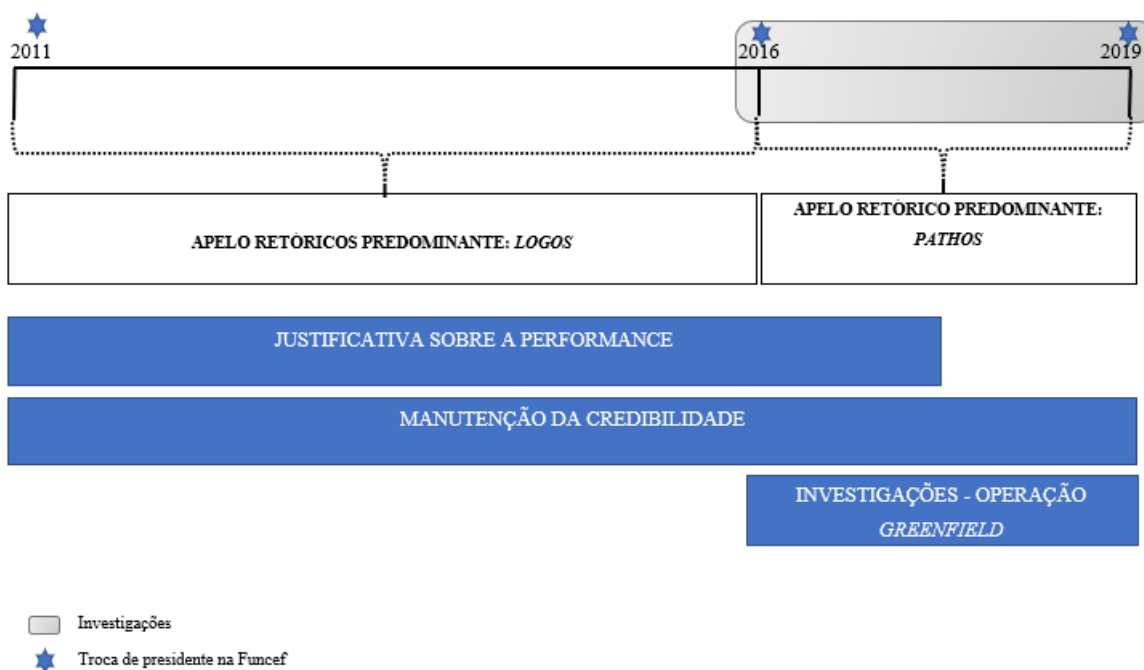 2011
2016
2019
APELO RETÓRICOS PREDOMINANTE: LOGOS
APELO RETÓRICO PREDOMINANTE:
PATHOS
JUSTIFICATIVA SOBRE A PERFORMANCE
MANUTENÇÃO DA CREDIBILIDADE
INVESTIGAÇÕES - OPERAÇÃO
GREENFIELD
Investigações
Troca de presidente na Funcef